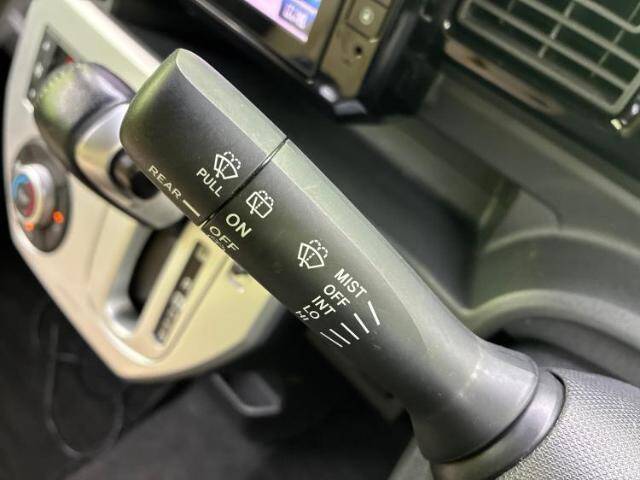 REAR
PULL
ON
OFF
MIST
OFF
INT
LO
HI